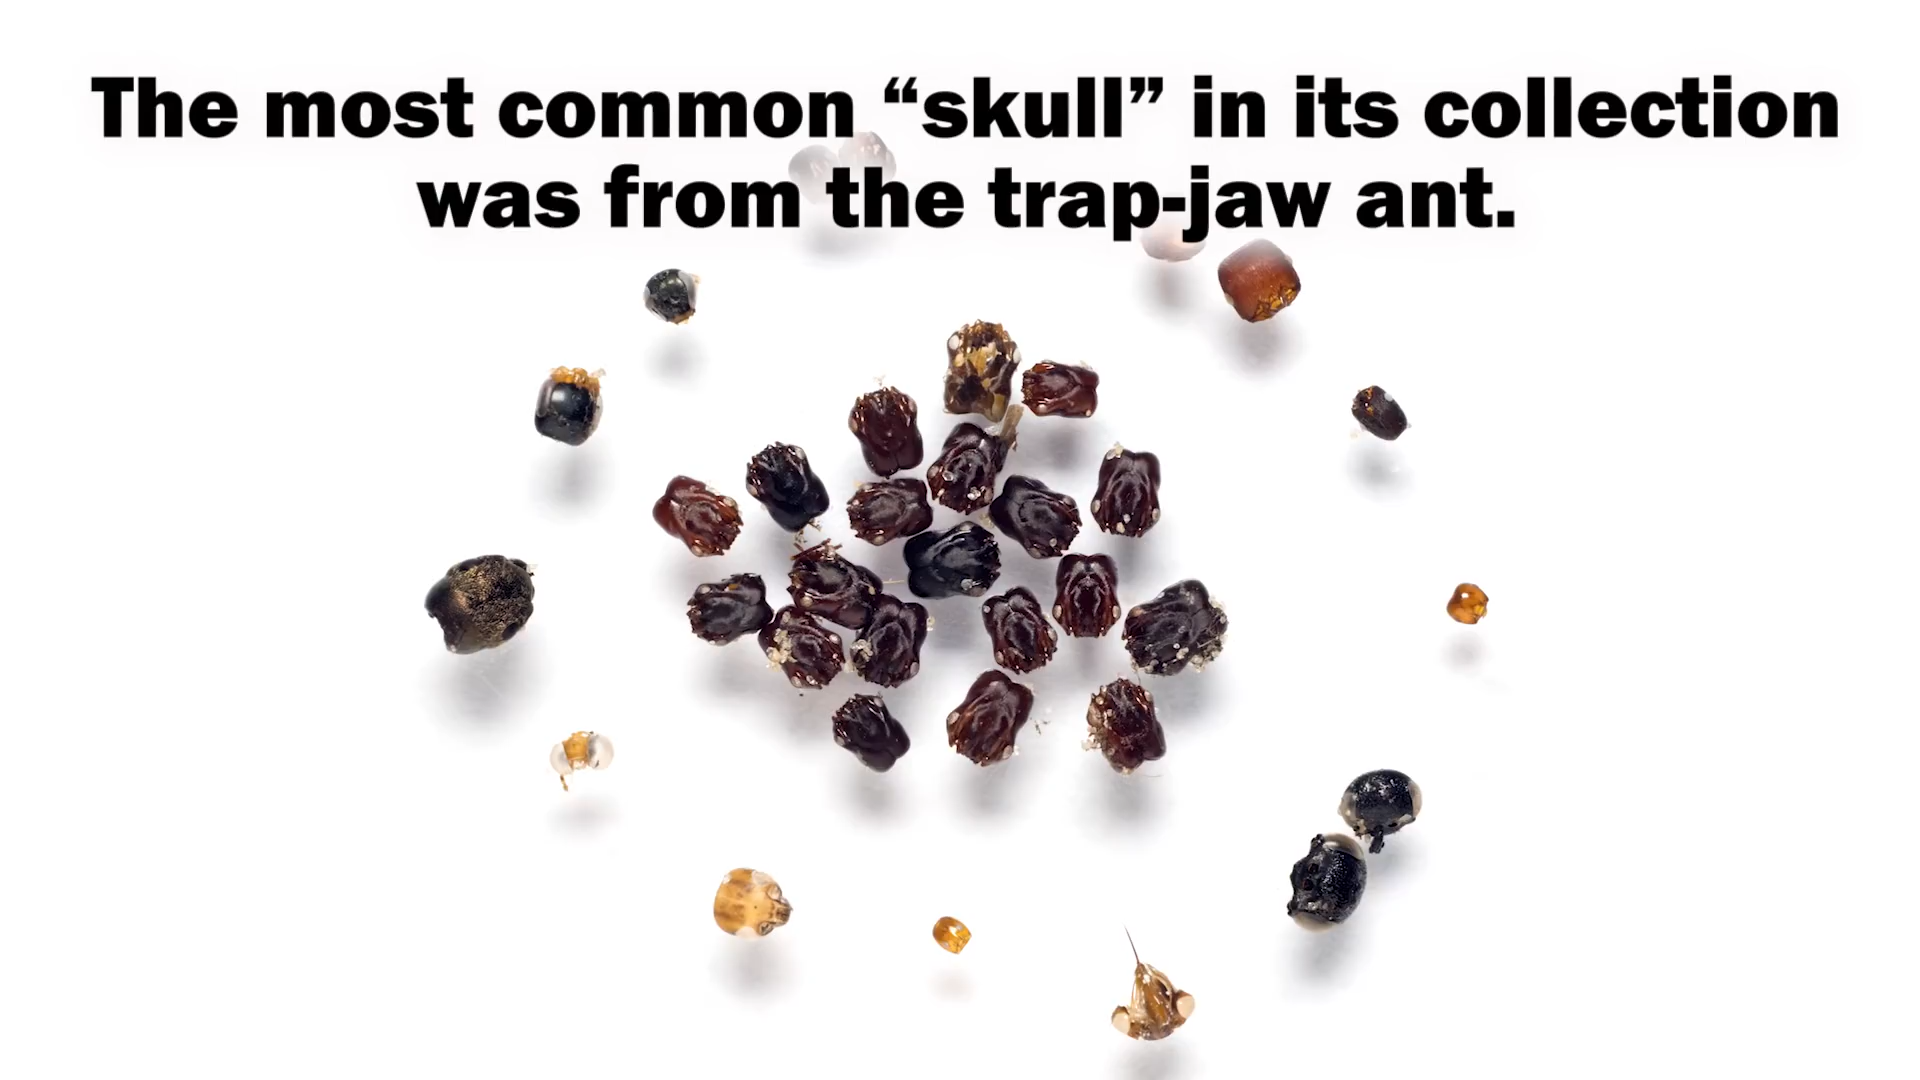 The most common “skull” in its collection
was from the trap-jaw ant.